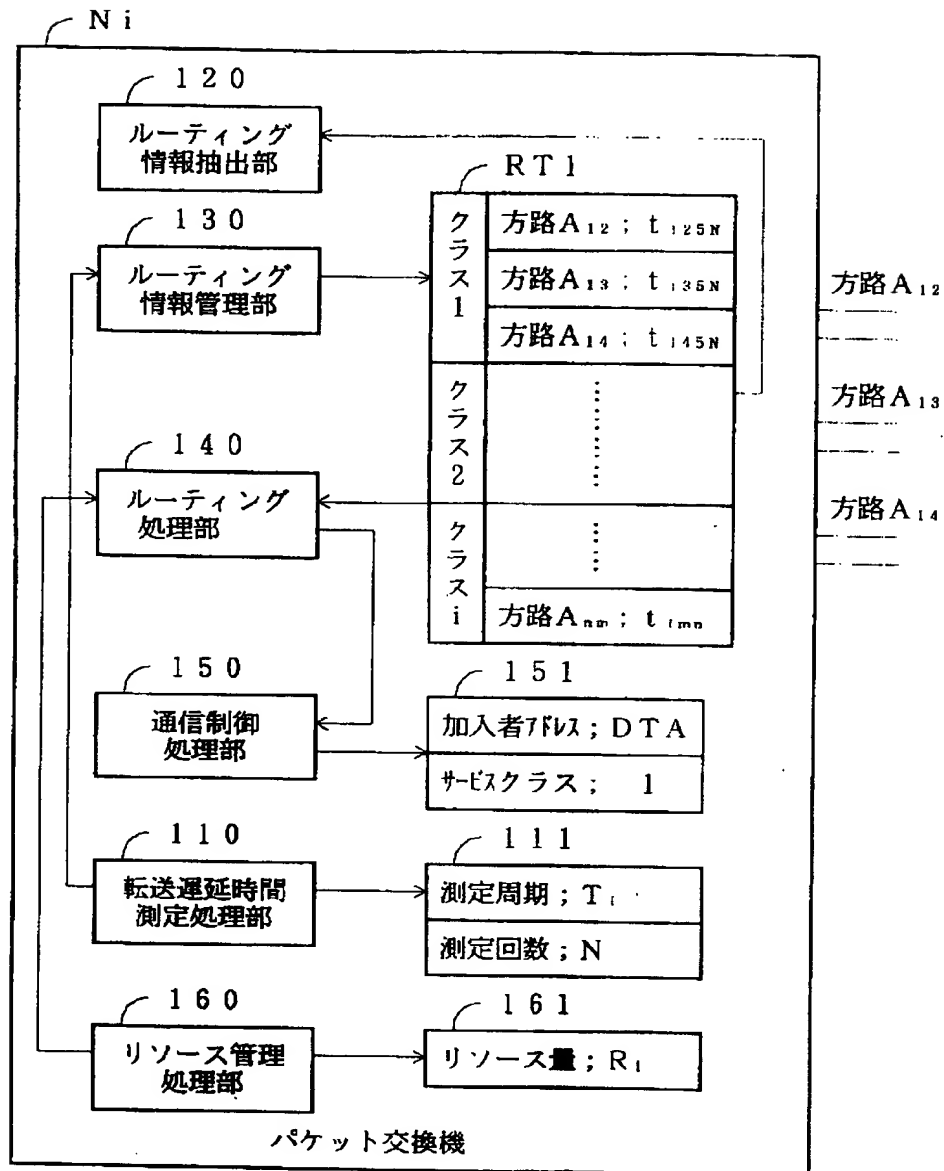 Ni
120
ルーティング
情報抽出部
RT1
130
ルーティング
情報管理部
クラス1
方路A₁₂；t₁₂₅N
方路A₁₃；t₁₃₅N
方路A₁₄；t₁₄₅N
クラス2
クラスi
方路Aₙₘ；
方路A₁₂
方路A₁₃
方路A₁₄
140
ルーティング
処理部
150
通信制御
処理部
151
加入者アドレス；DTA
サービスクラス； 1
110
転送遅延時間
測定処理部
111
測定周期；Tᵢ
測定回数；N
160
リソース管理
処理部
161
リソース量；R₁
パケット交換機